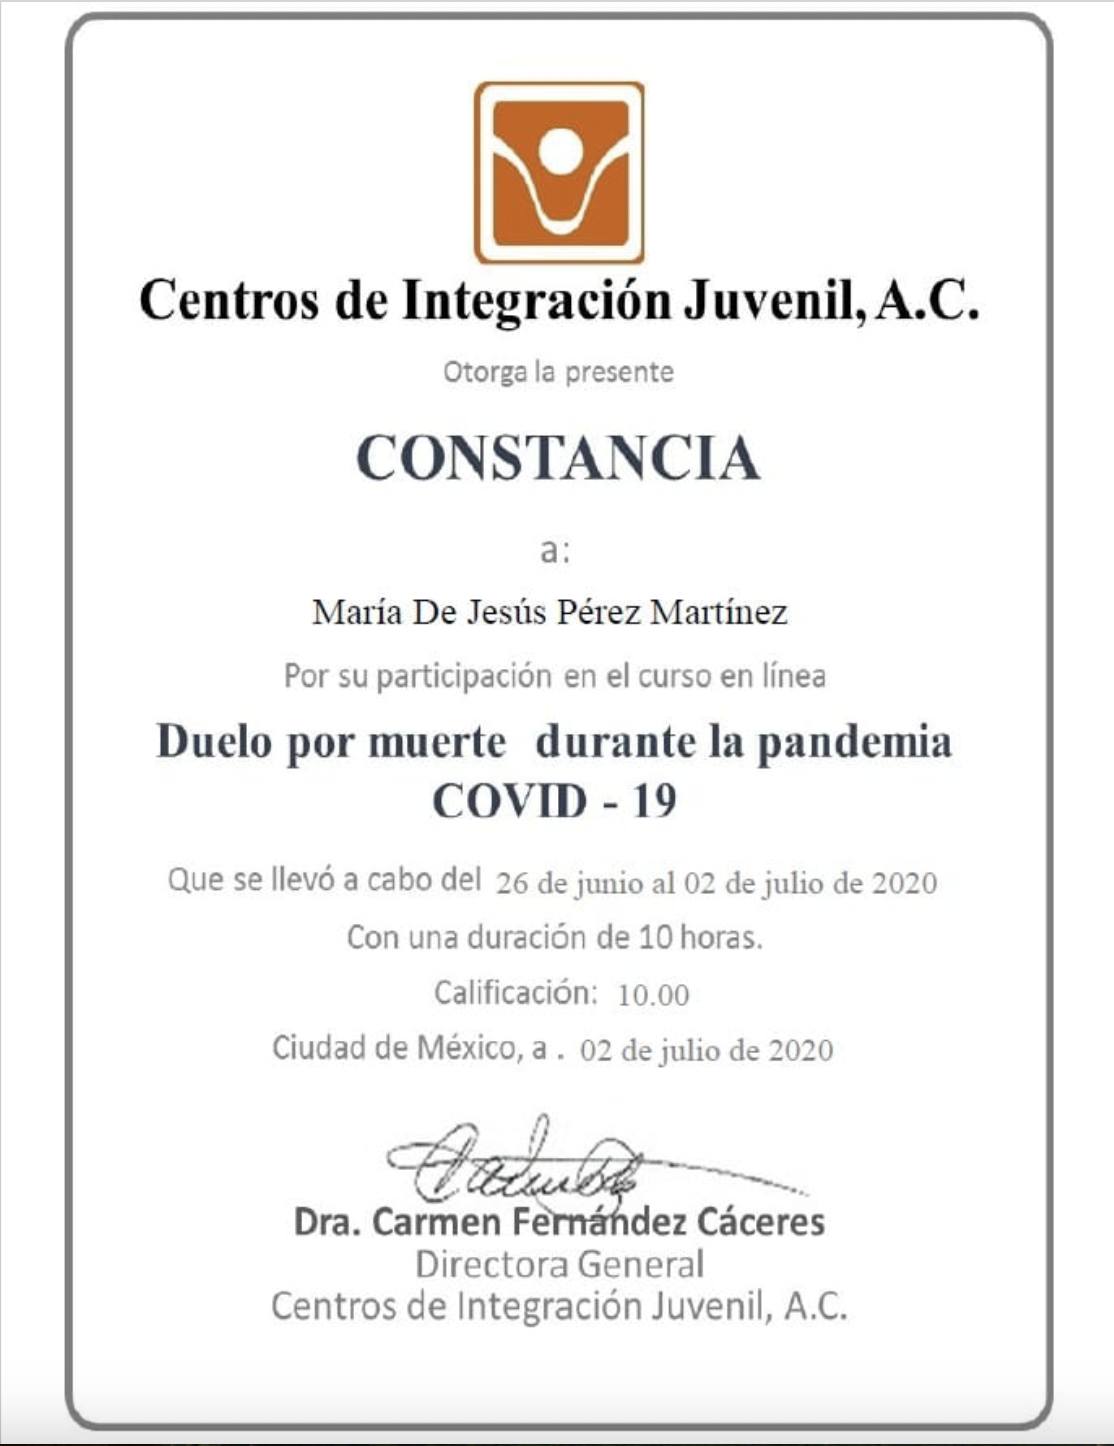 Centros de Integración Juvenil, A.C.
Otorga la presente
CONSTANCIA
a:
María De Jesús Pérez Martínez
Por su participación en el curso en línea
Duelo por muerte durante la pandemia
COVID - 19
Que se llevó a cabo del 26 de junio al 02 de julio de 2020
Con una duración de 10 horas.
Calificación: 10.00
Ciudad de México, a . 02 de julio de 2020
Dra. Carmen Fernández Cáceres
Directora General
Centros de Integración Juvenil, A.C.